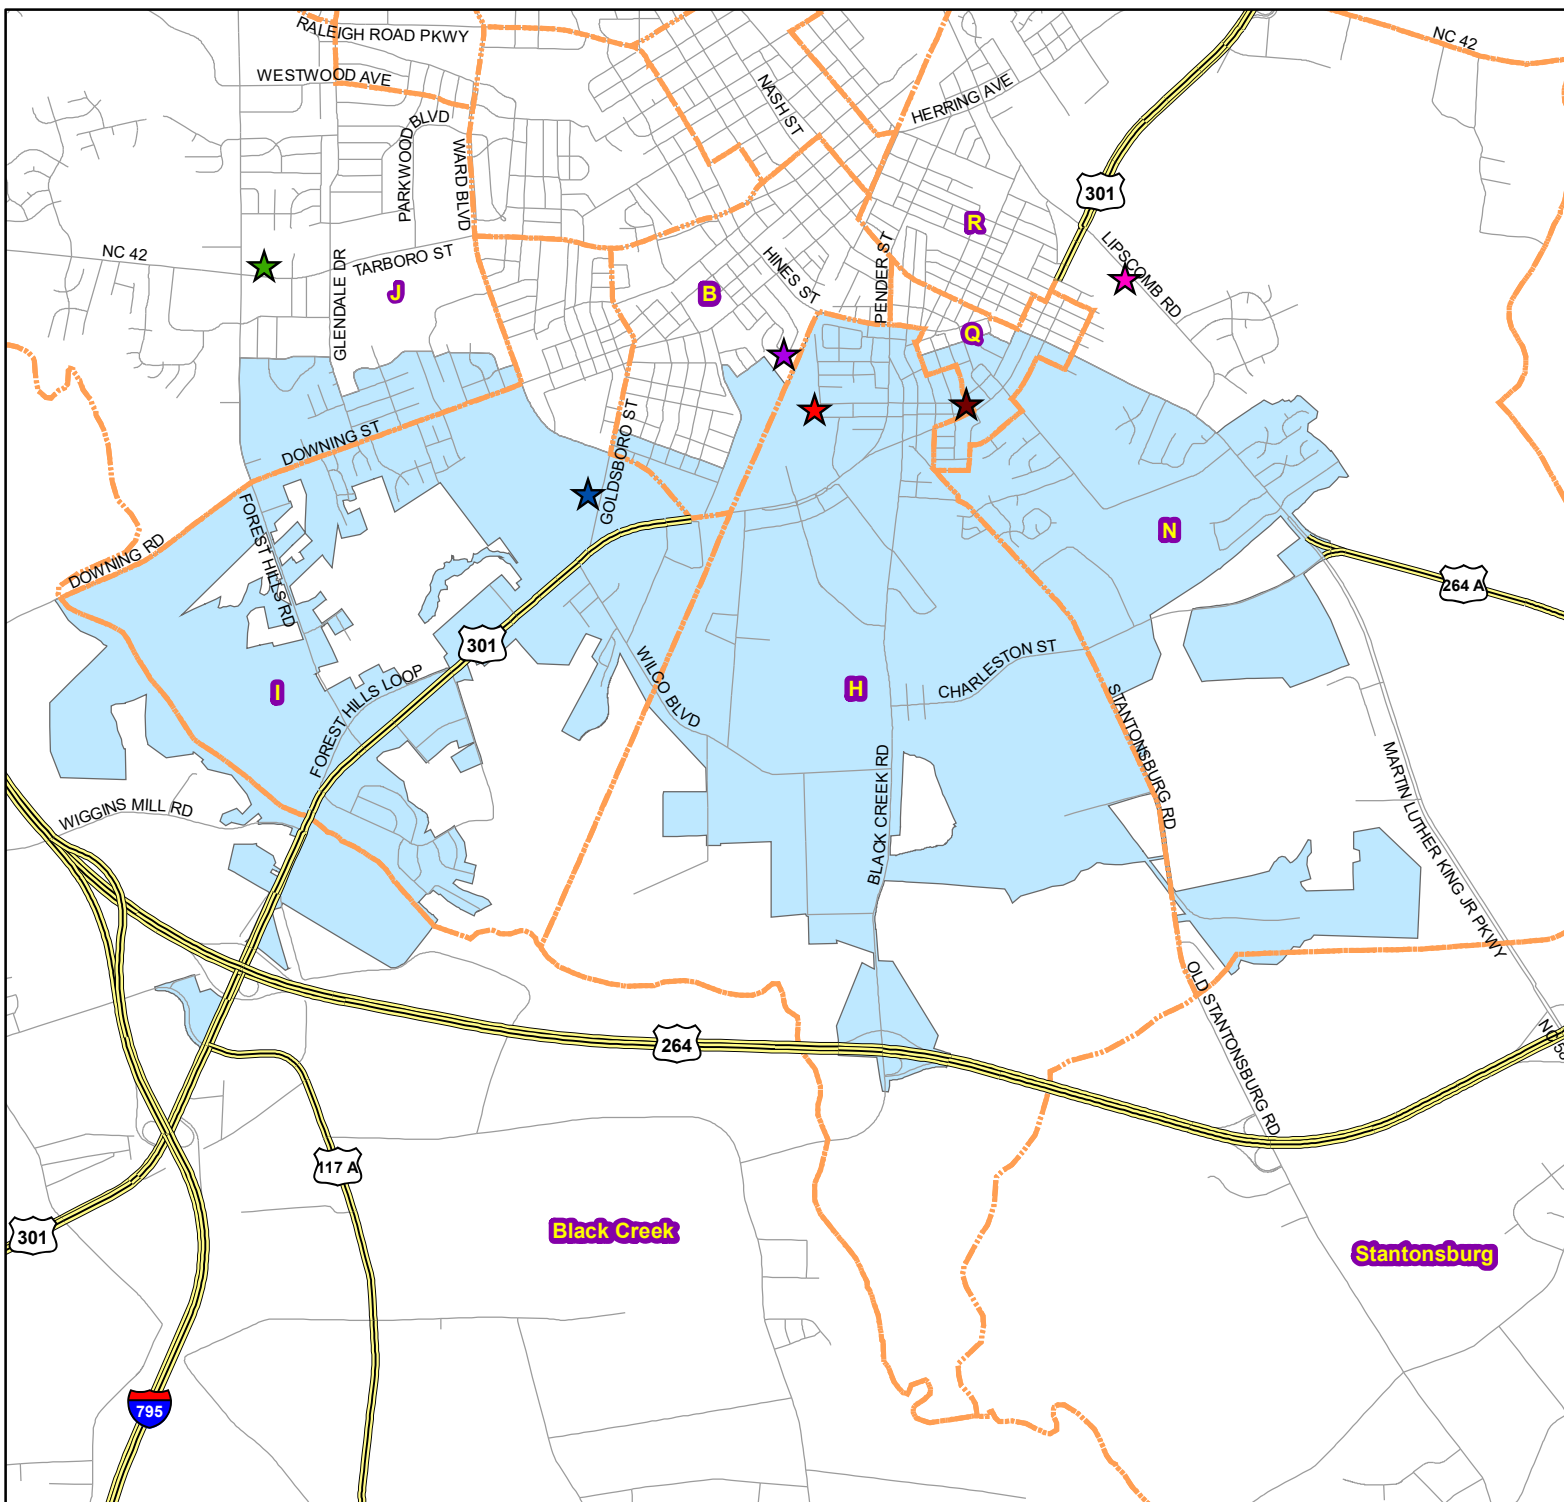 RALEIGH ROAD PKWY
NC 42
WESTWOOD AVE
NASH ST
HERRING AVE
PARKWOOD BLVD
WARD BLVD
301
R
NC 42
TARBORO ST
GLENDALE DR
J
B
HINES ST
PENDER ST
LIPSCOMB RD
Q
DOWNING ST
GOLDSBORO ST
FOREST HILLS RD
N
DOWNING RD
264 A
301
WILCO BLVD
H
CHARLESTON ST
I
FOREST HILLS LOOP
STANTONSBURG RD
WIGGINS MILL RD
BLACK CREEK RD
MARTIN LUTHER KING JR PKWY
264
OLD STANTONSBURG RD
NC 58
117 A
301
Black Creek
Stantonsburg
795